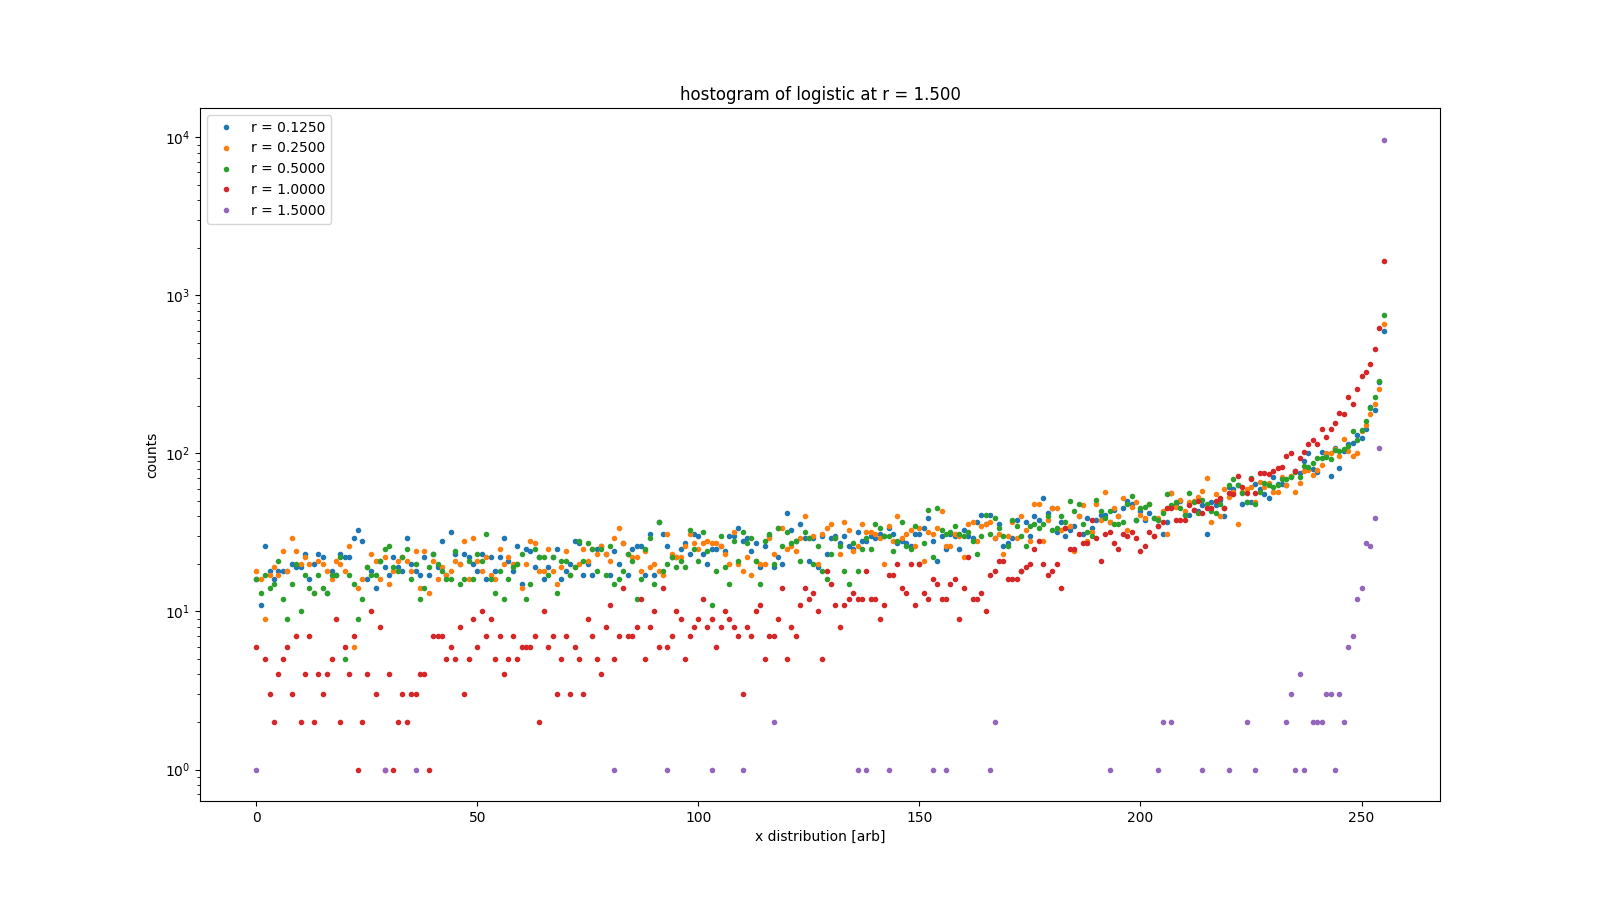 hostogram of logistic at r = 1.500
r = 0.1250
r = 0.2500
r = 0.5000
r = 1.0000
r = 1.5000
10⁴
10³
10²
10¹
10⁰
counts
0 50 100 150 200 250
x distribution [arb]